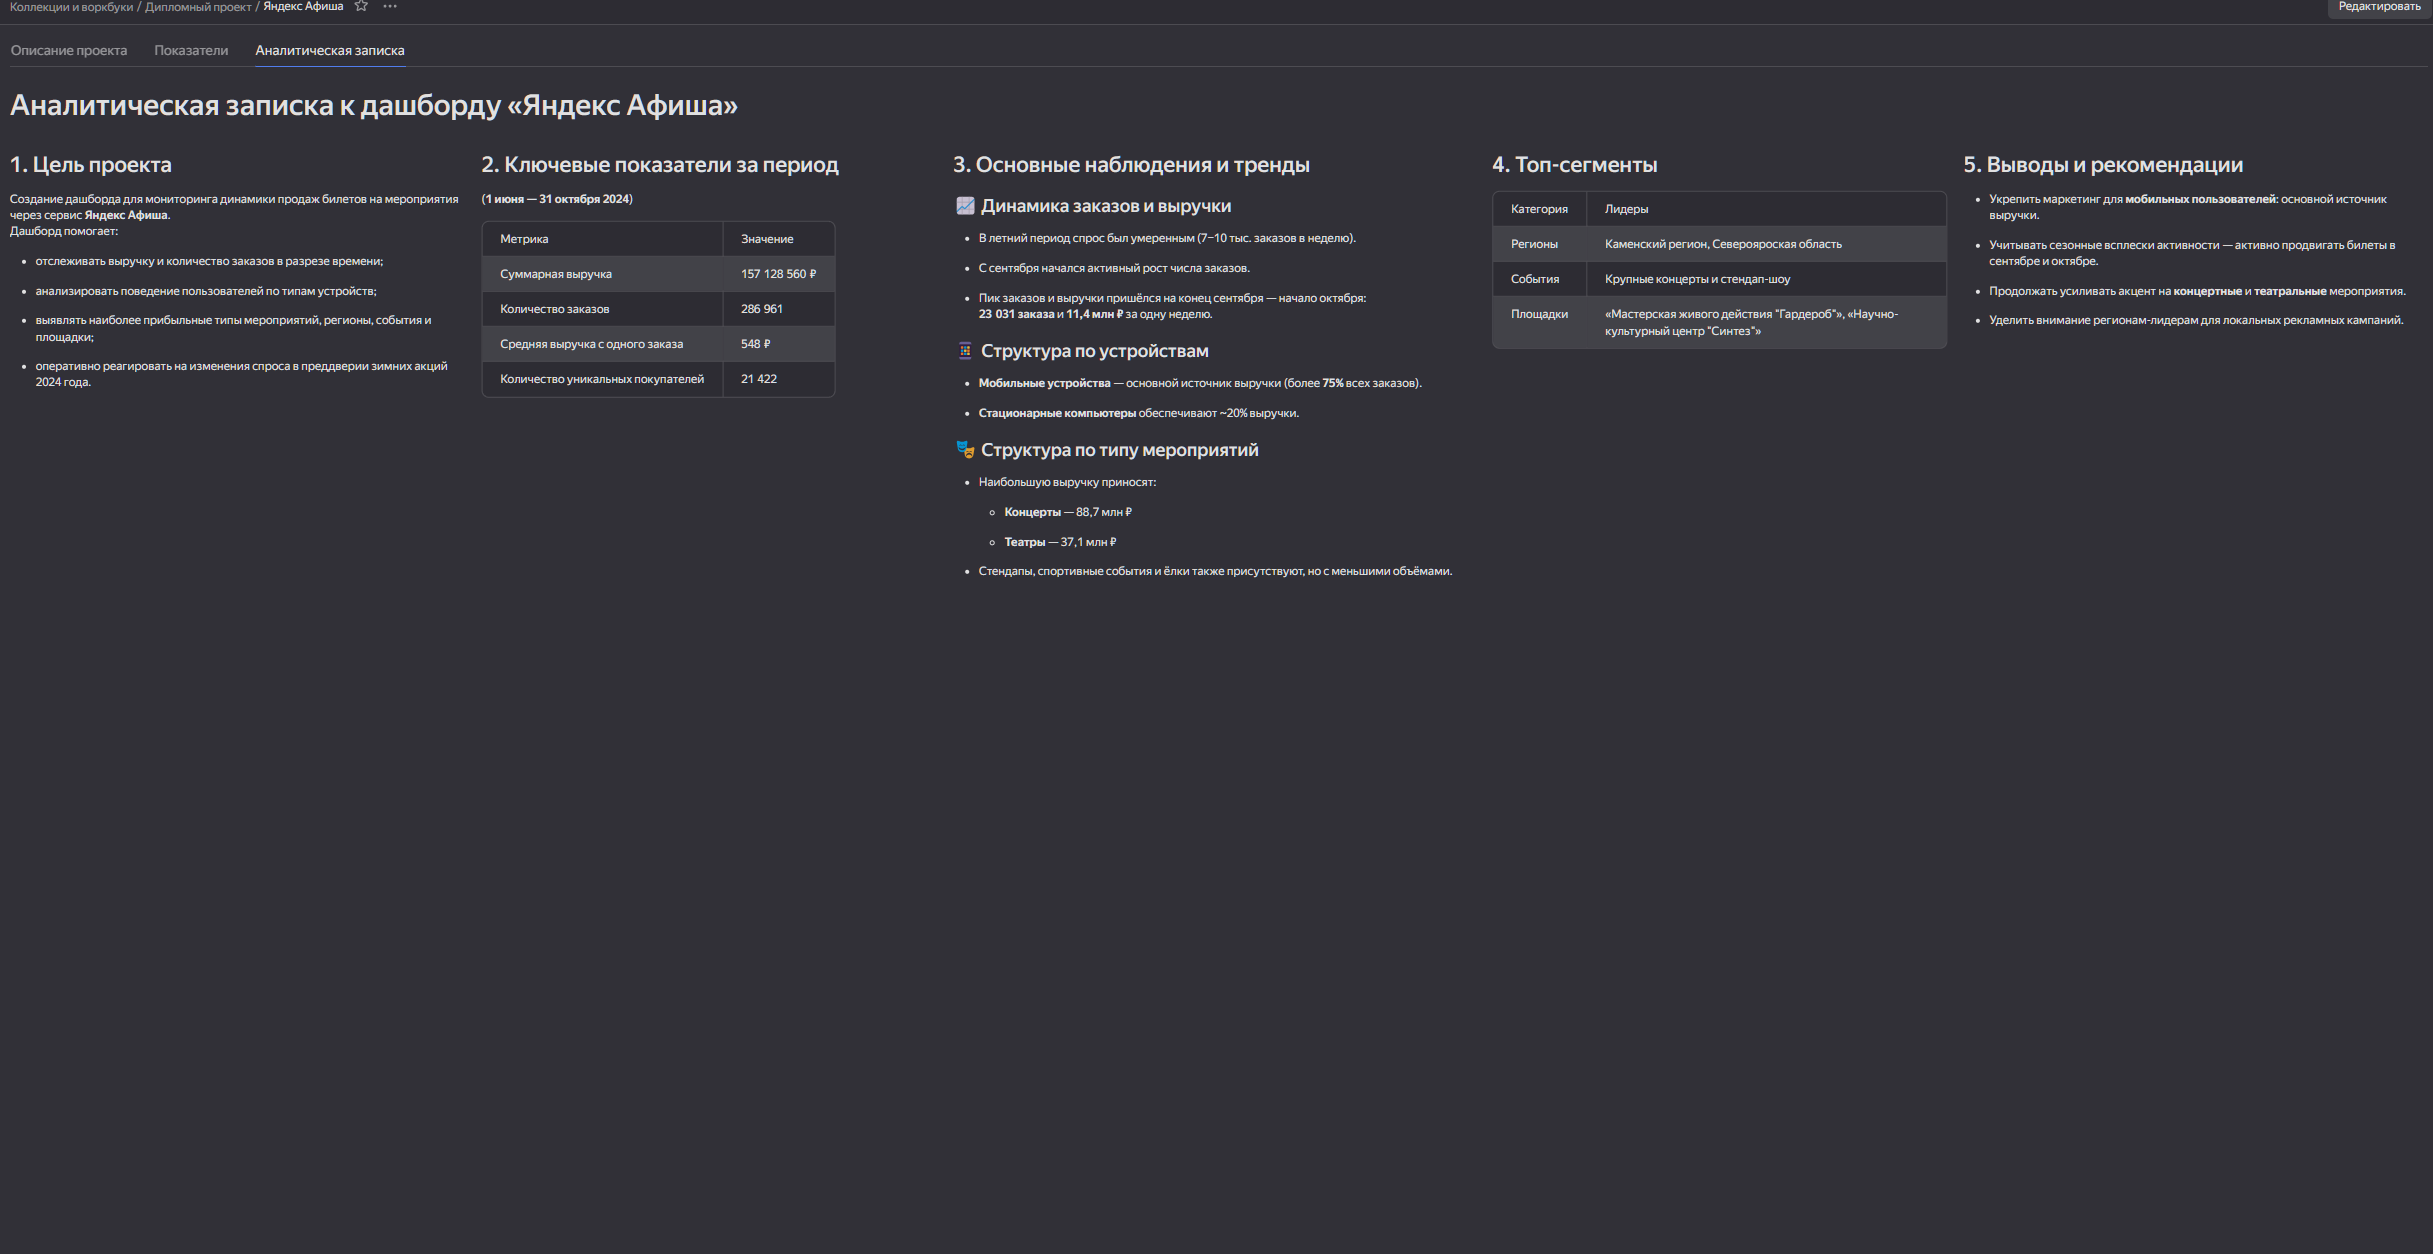 Коллекции и воркбуки / Дипломный проект / Яндекс Афиша
Редактировать
Описание проекта
Показатели
Аналитическая записка
Аналитическая записка к дашборду «Яндекс Афиша»
1. Цель проекта
Создание дашборда для мониторинга динамики продаж билетов на мероприятия
через сервис Яндекс Афиша.
Дашборд помогает:
• отслеживать выручку и количество заказов в разрезе времени;
• анализировать поведение пользователей по типам устройств;
• выявлять наиболее прибыльные типы мероприятий, регионы, события и
площадки;
• оперативно реагировать на изменения спроса в преддверии зимних акций
2024 года.
2. Ключевые показатели за период
(1 июня — 31 октября 2024)
Метрика Значение
Суммарная выручка 157 128 560 ₽
Количество заказов 286 961
Средняя выручка с одного заказа 548 ₽
Количество уникальных покупателей 21 422
3. Основные наблюдения и тренды
Динамика заказов и выручки
• В летний период спрос был умеренным (7–10 тыс. заказов в неделю).
• С сентября начался активный рост числа заказов.
• Пик заказов и выручки пришёлся на конец сентября — начало октября:
23 031 заказа и 11,4 млн ₽ за одну неделю.
Структура по устройствам
• Мобильные устройства — основной источник выручки (более 75% всех заказов).
• Стационарные компьютеры обеспечивают ~20% выручки.
Структура по типу мероприятий
• Наибольшую выручку приносят:
◦ Концерты — 88,7 млн ₽
◦ Театры — 37,1 млн ₽
• Стендапы, спортивные события и ёлки также присутствуют, но с меньшими объёмами.
4. Топ-сегменты
Категория Лидеры
Регионы Каменский регион, Североярская область
События Крупные концерты и стендап-шоу
Площадки «Мастерская живого действия "Гардероб"», «Научно-
культурный центр "Синтез"»
5. Выводы и рекомендации
• Укрепить маркетинг для мобильных пользователей: основной источник
выручки.
• Учитывать сезонные всплески активности — активно продвигать билеты в
сентябре и октябре.
• Продолжать усиливать акцент на концертные и театральные мероприятия.
• Уделить внимание регионам-лидерам для локальных рекламных кампаний.